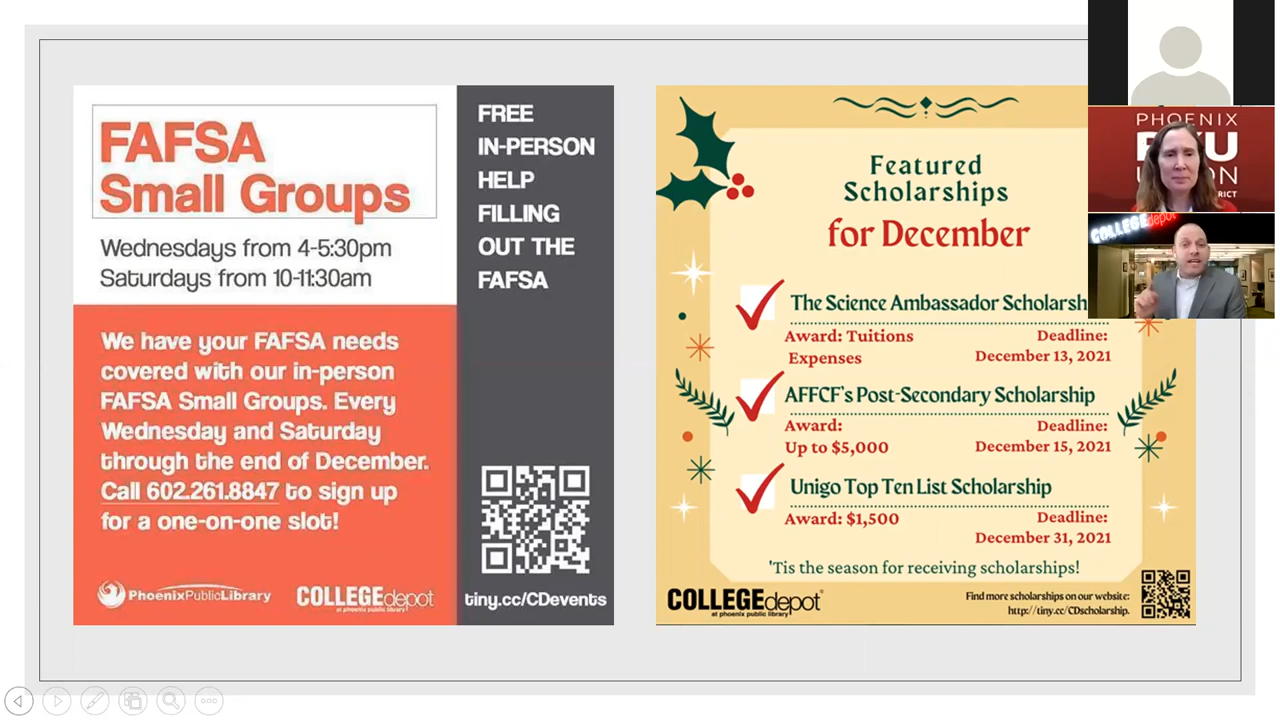 FAFSA
Small Groups
Wednesdays from 4-5:30pm
Saturdays from 10-11:30am
We have your FAFSA needs
covered with our in-person
FAFSA Small Groups. Every
Wednesday and Saturday
through the end of December.
Call 602.261.8847 to sign up
for a one-on-one slot!
PhoenixPublicLibrary
COLLEGEdepot
at phoenix public library
FREE
IN-PERSON
HELP
FILLING
OUT THE
FAFSA
tiny.cc/CDevents
Featured
Scholarships
for December
The Science Ambassador
Award: Tuitions
Expenses
Deadline:
December 13, 2021
AFFCF's Post-Secondary Scholarship
Award:
Up to $5,000
Deadline:
December 15, 2021
Unigo Top Ten List Scholarship
Award: $1,500
Deadline:
December 31, 2021
'Tis the season for receiving scholarships!
COLLEGEdepot
at phoenix public library
Find more scholarships on our website:
http://tiny.cc/CDscholarship.
PHOENIX
COLLEGEdepot